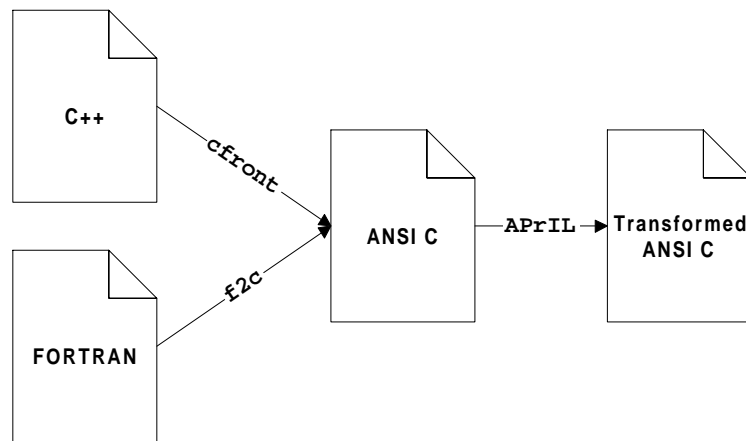 C++
cfront
ANSI C
APrIL
Transformed
ANSI C
f2c
FORTRAN